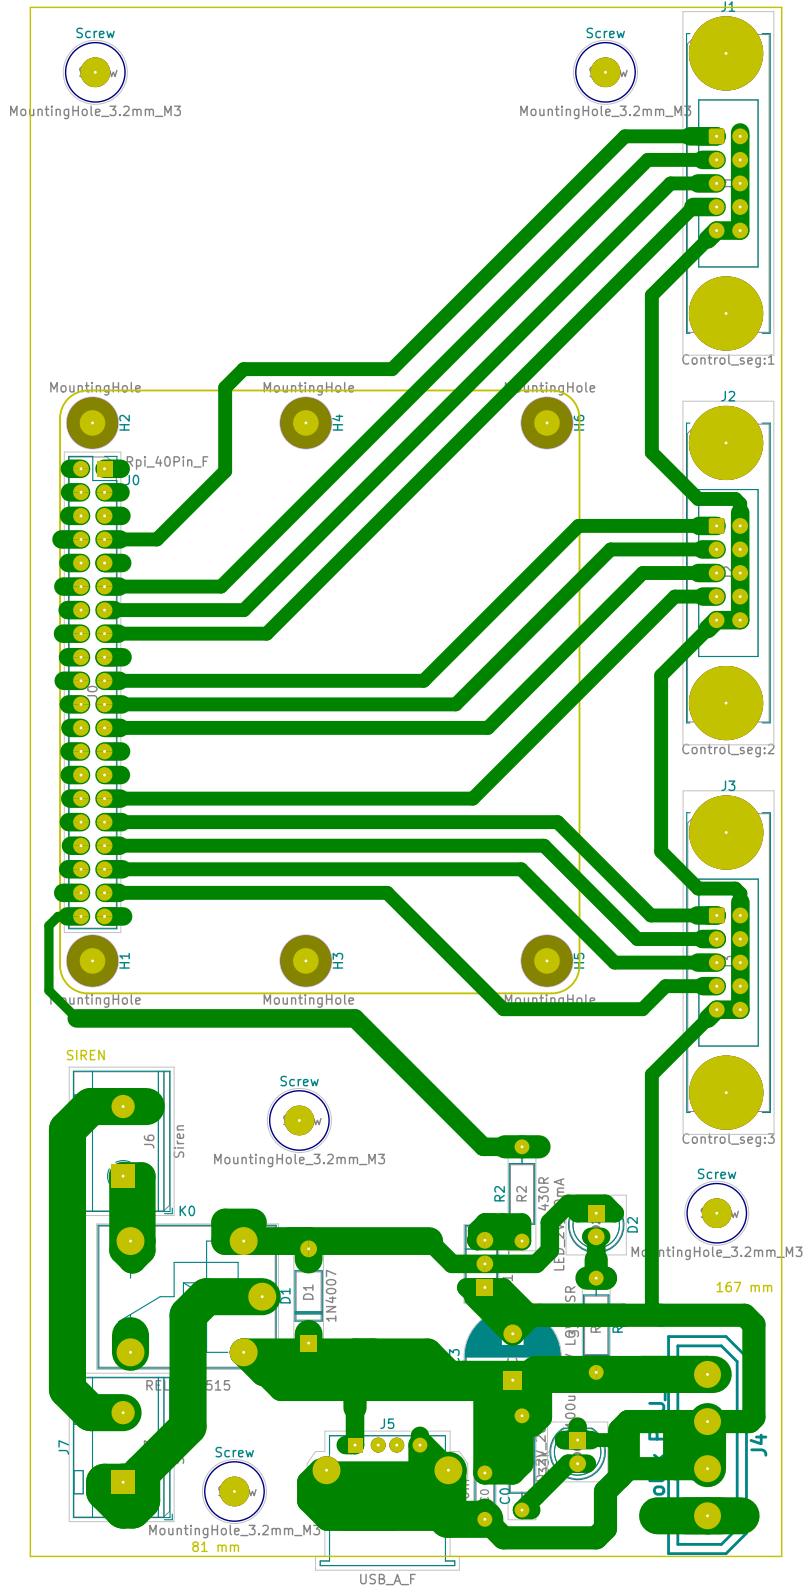 J1
Screw
Screw
MountingHole_3.2mm_M3
MountingHole_3.2mm_M3
Control_seg:1
MountingHole
MountingHole
MountingHole
J2
H2
H4
H6
Rpi_40Pin_F
J0
J0
Control_seg:2
J3
H1
H3
H5
MountingHole
MountingHole
MountingHole
SIREN
Screw
J6
Siren
MountingHole_3.2mm_M3
Control_seg:3
Screw
R2
R2
430R
K0
D2
MountingHole_3.2mm_M3
D1
D1
1N4007
167 mm
J5
J7
J4
Screw
C0
MountingHole_3.2mm_M3
81 mm
USB_A_F